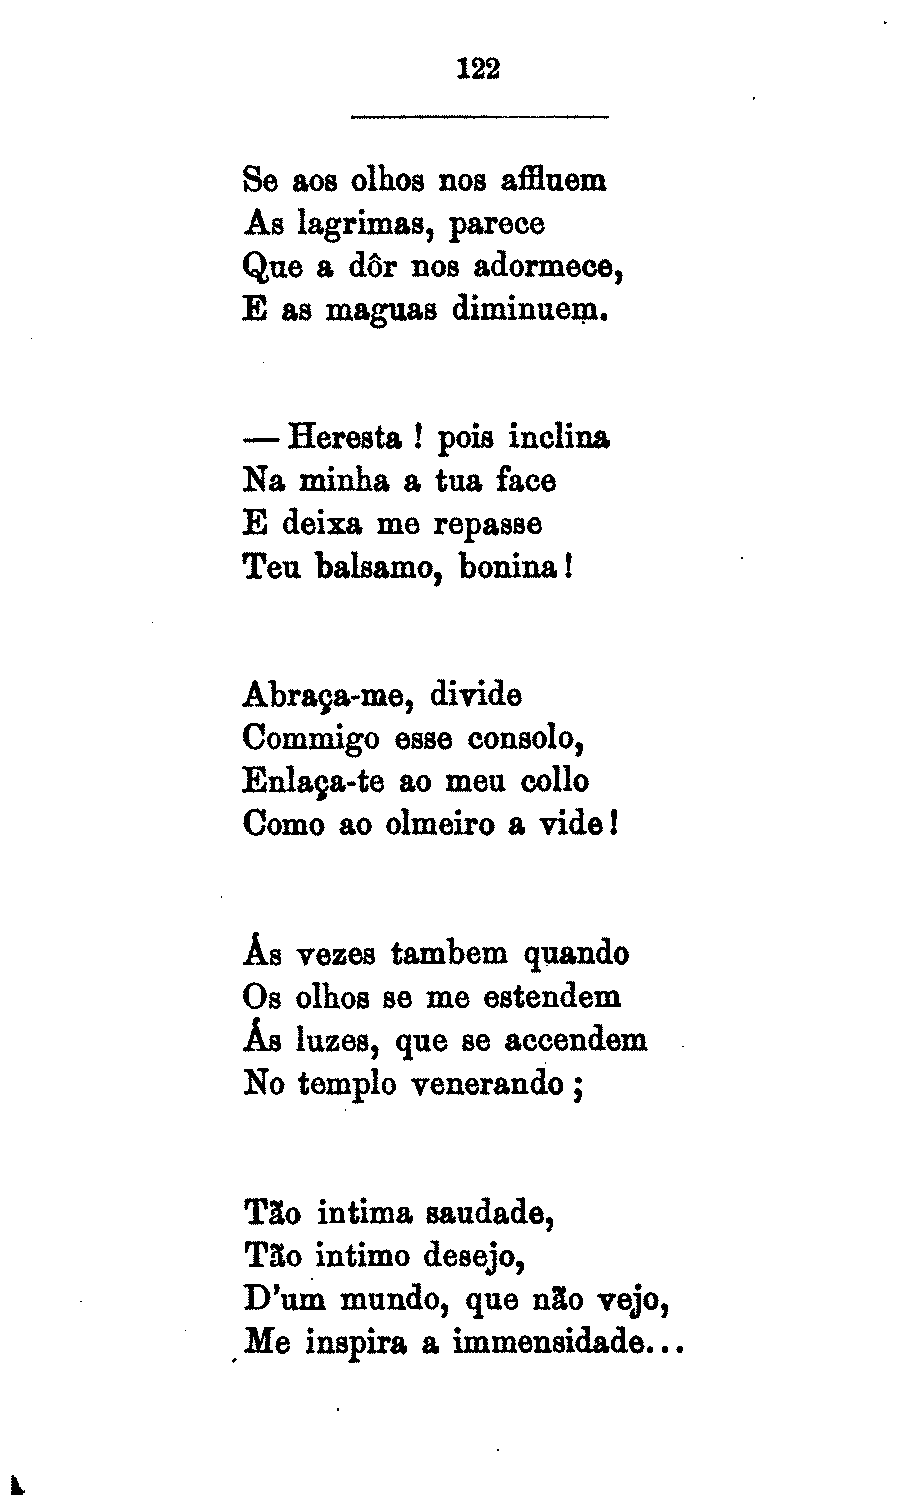 122
Se aos olhos nos affluem
As lagrimas, parece
Que a dôr nos adormece,
E as maguas diminuem.
— Heresta ! pois inclina
Na minha a tua face
E deixa me repasse
Teu balsamo, bonina !
Abraça-me, divide
Commigo esse consolo,
Enlaça-te ao meu collo
Como ao olmeiro a vide !
Ás vezes tambem quando
Os olhos se me estendem
Ás luzes, que se accendem
No templo venerando ;
Tão intima saudade,
Tão intimo desejo,
D'um mundo, que não vejo,
Me inspira a immensidade...